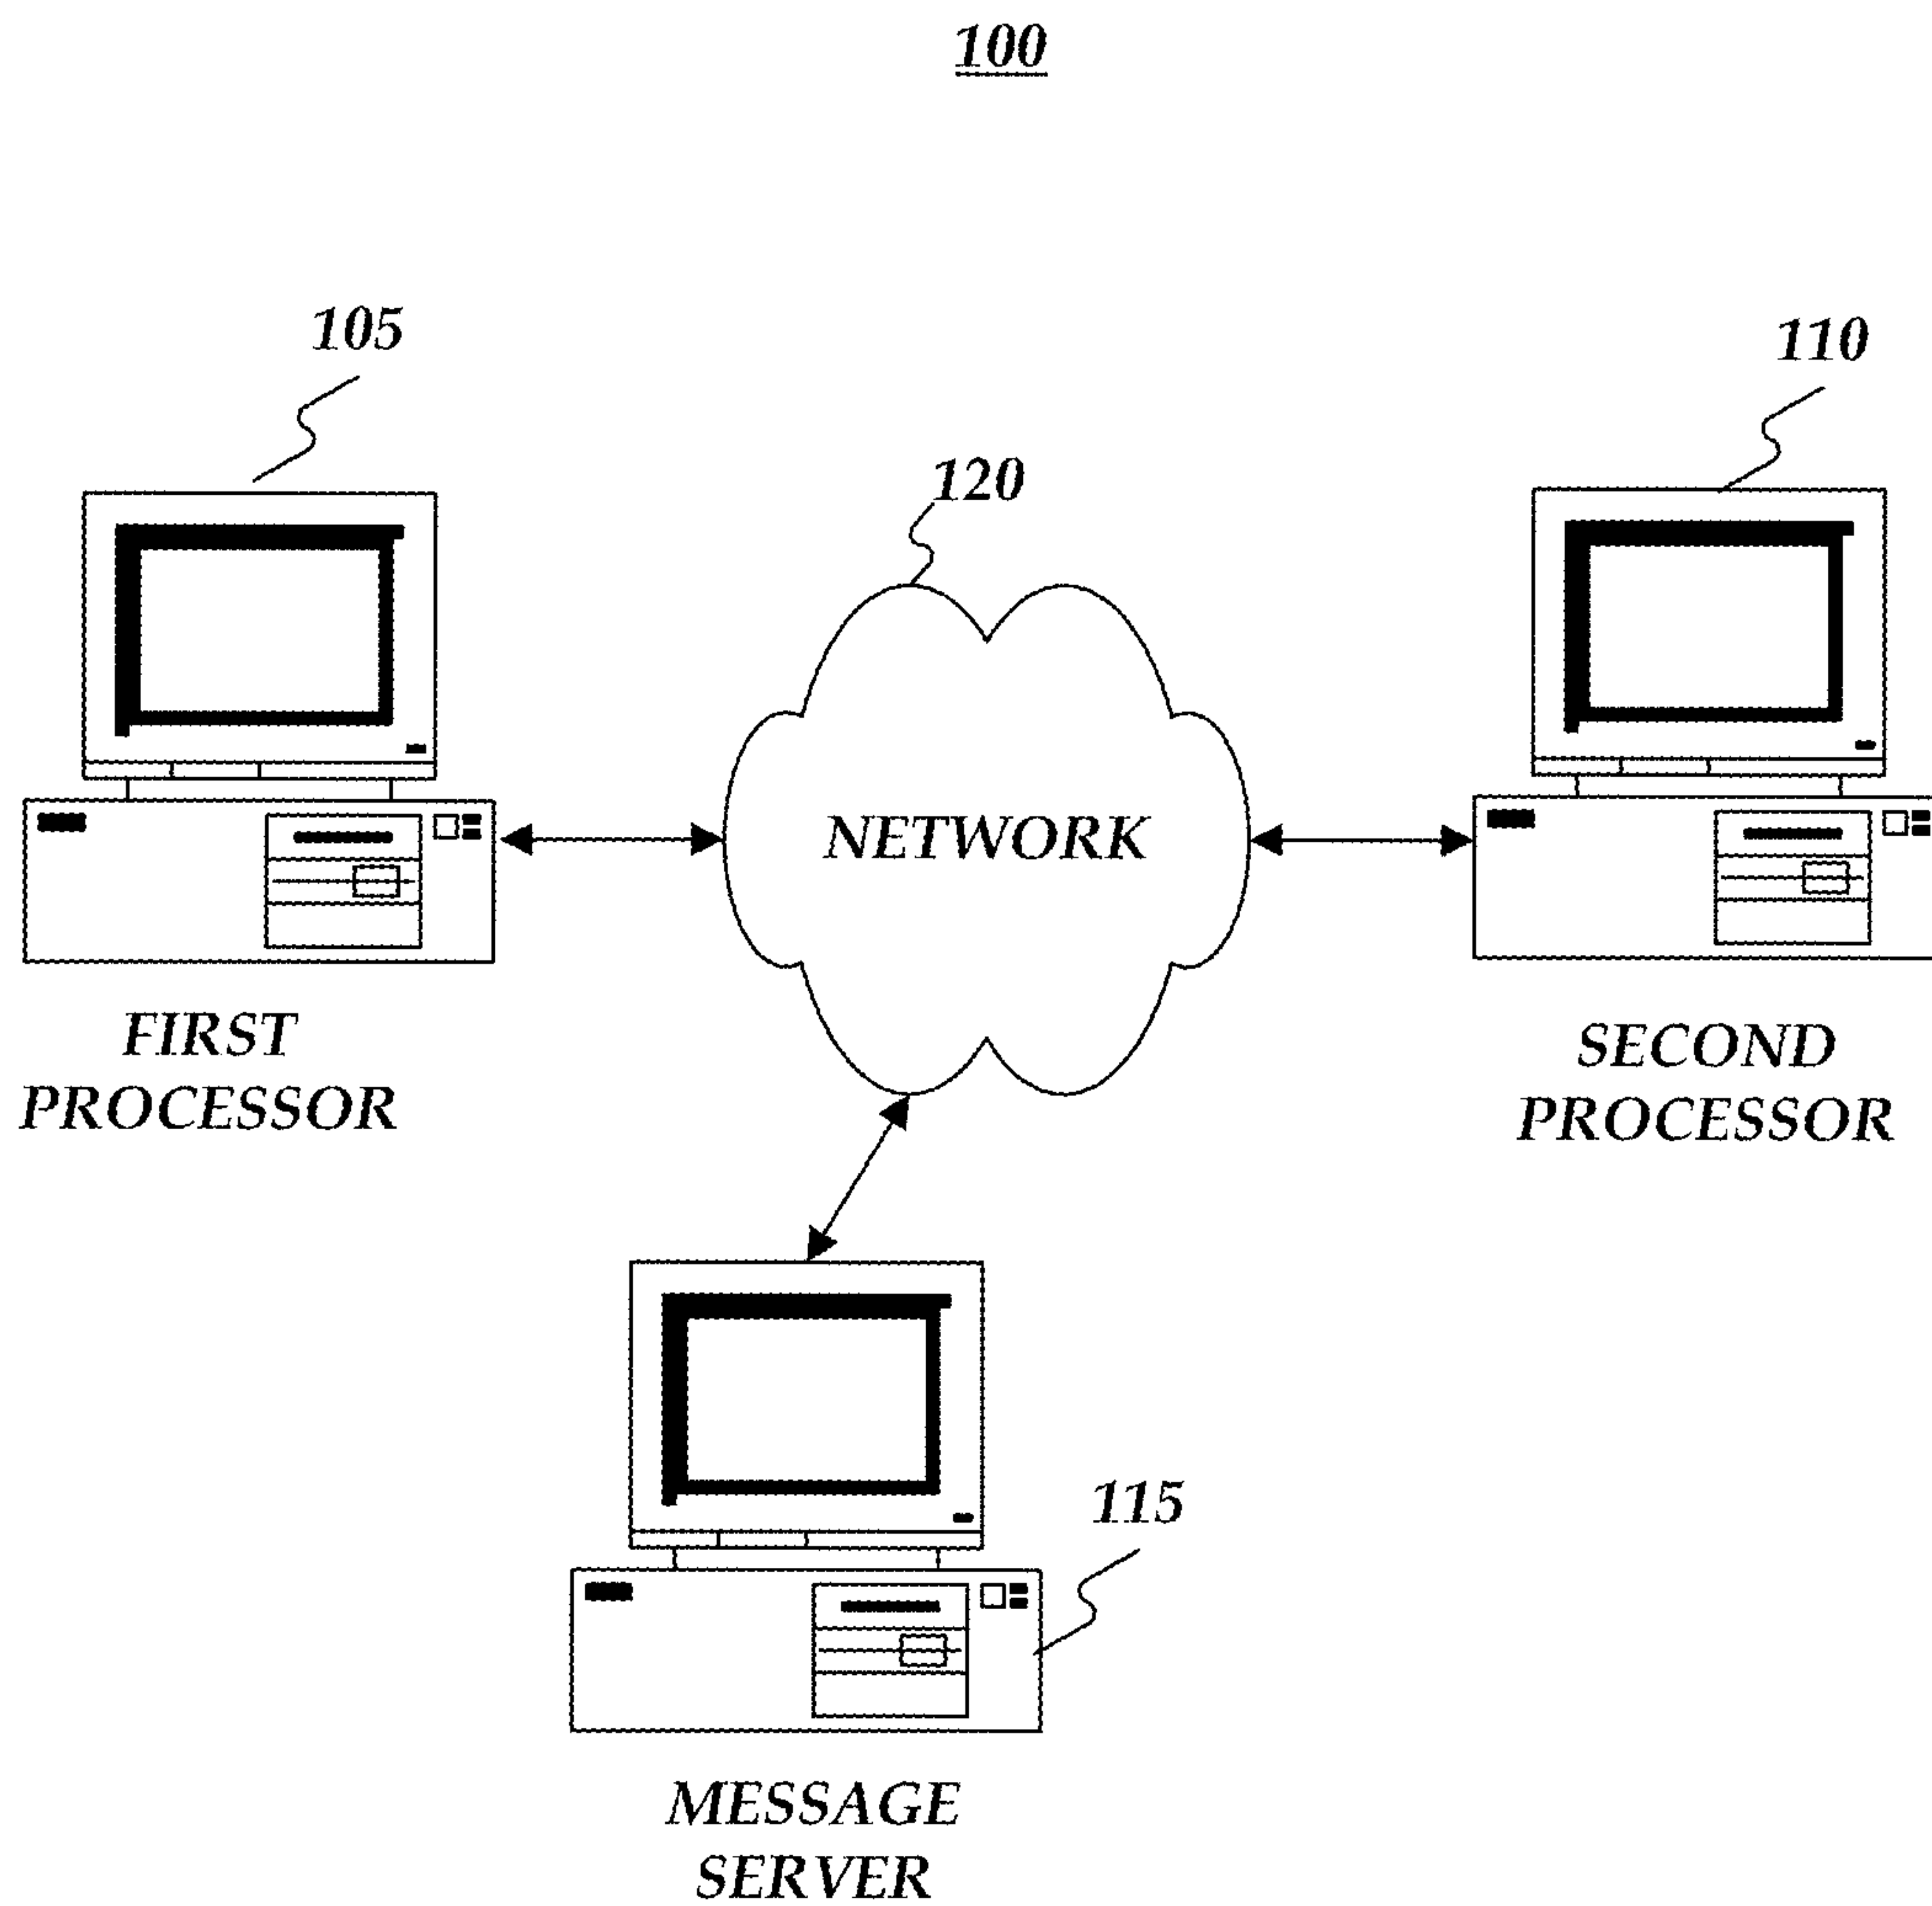 100
105
110
120
NETWORK
FIRST
PROCESSOR
SECOND
PROCESSOR
115
MESSAGE
SERVER